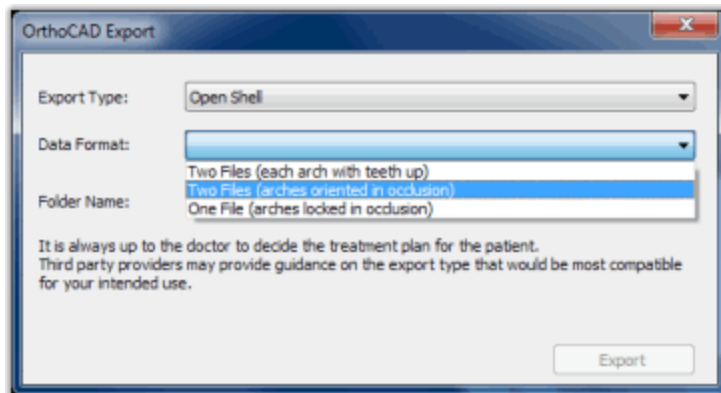 OrthoCAD Export
Export Type:
Open Shell
Data Format:
Two Files (each arch with teeth up)
Two Files (arches oriented in occlusion)
One File (arches locked in occlusion)
Folder Name:
It is always up to the doctor to decide the treatment plan for the patient.
Third party providers may provide guidance on the export type that would be most compatible
for your intended use.
Export